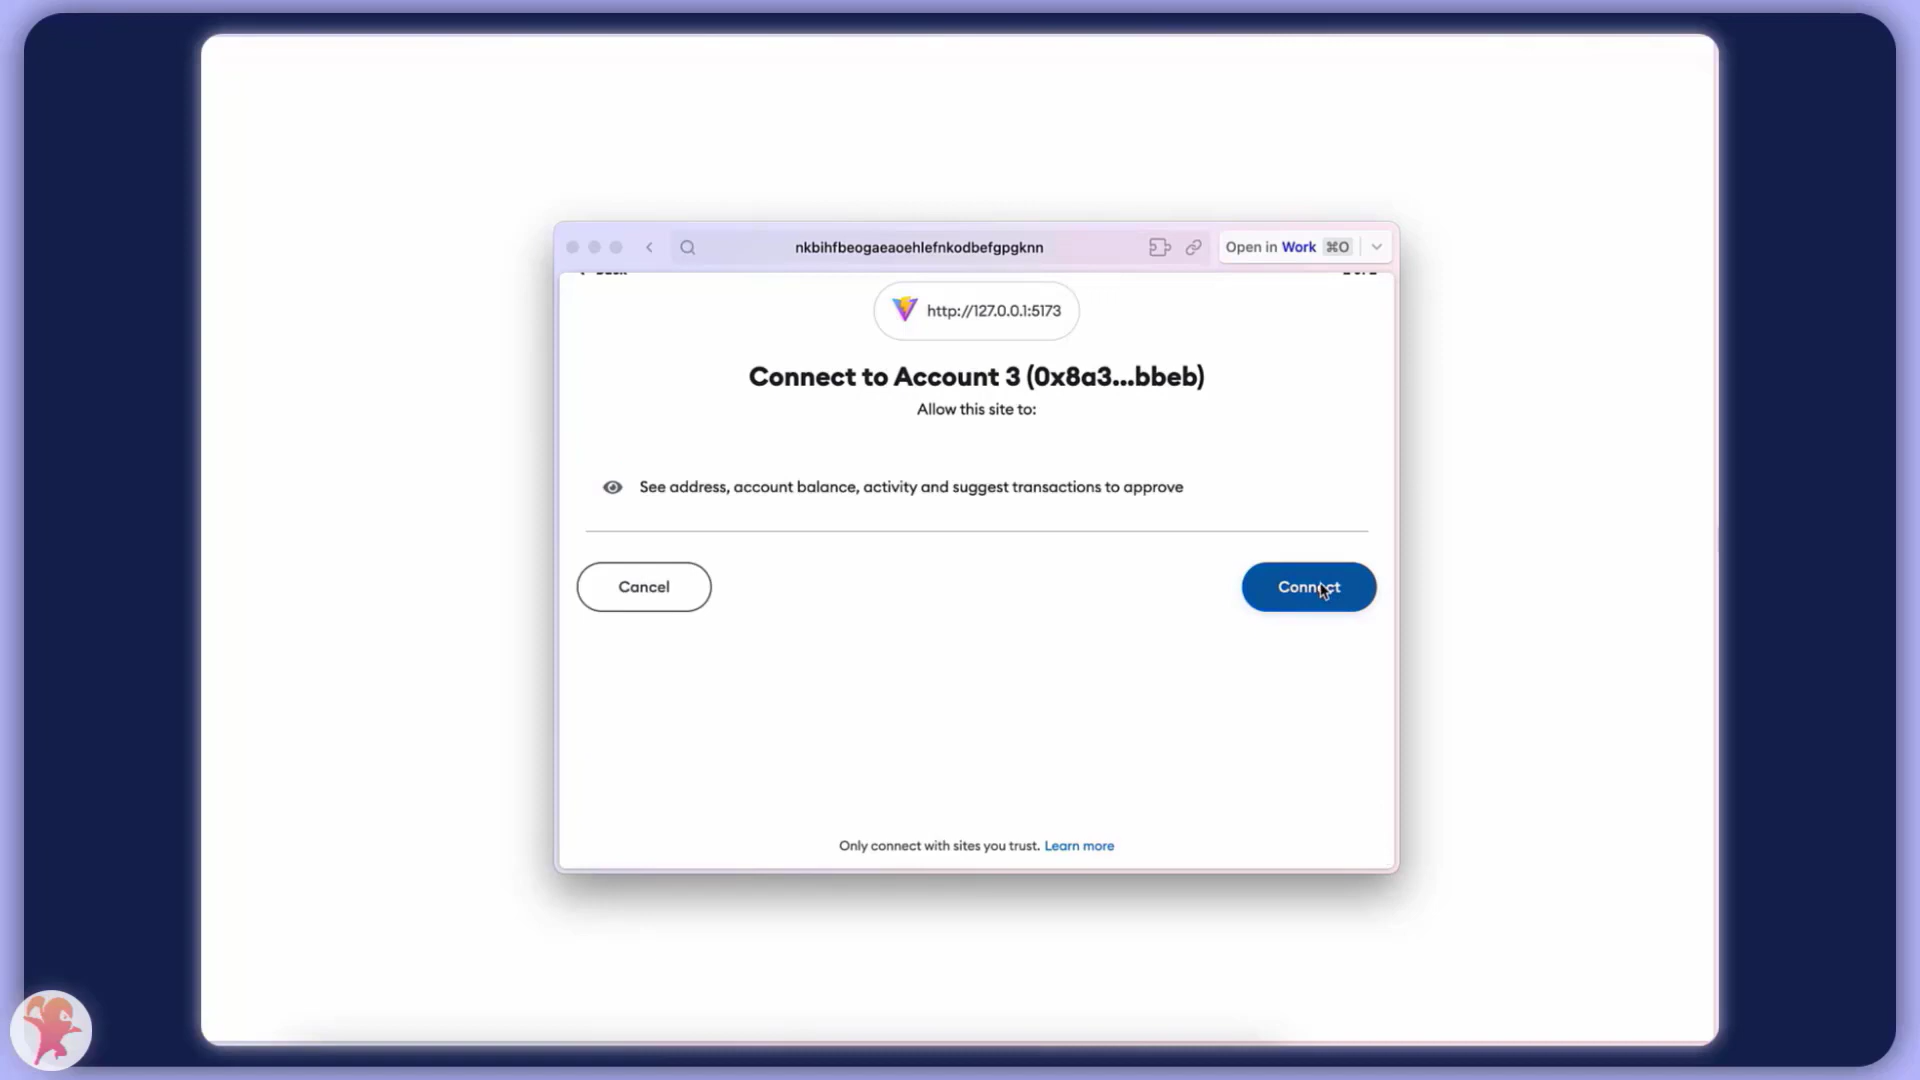 nkbihfbeogaeaoehlefnkodbefgpgknn
Open in Work ⌘O
http://127.0.0.1:5173
Connect to Account 3 (0x8a3...bbeb)
Allow this site to:
See address, account balance, activity and suggest transactions to approve
Cancel
Connect
Only connect with sites you trust. Learn more